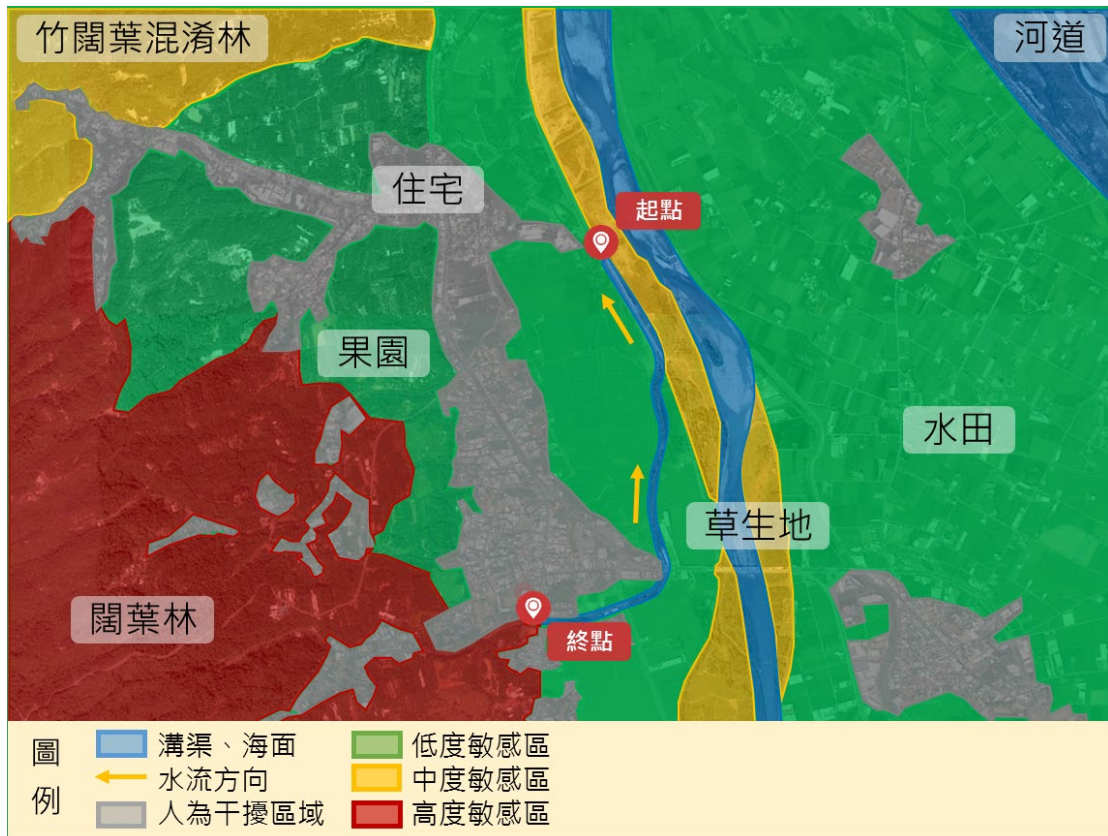 竹闊葉混淆林
河道
住宅
起點
果園
水田
草生地
闊葉林
終點
圖例
溝渠、海面
水流方向
人為干擾區域
低度敏感區
中度敏感區
高度敏感區